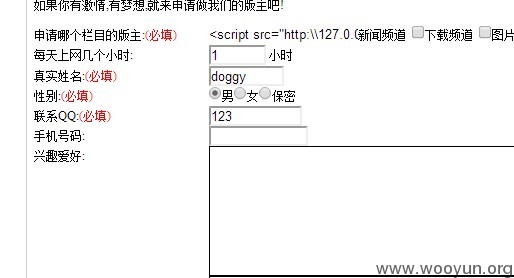 如果你有激情,有梦想,就来申请做我们的版主吧!
申请哪个栏目的版主:(必填) <script src="http:\\127.0.(新闻频道 下载频道 图片
每天上网几个小时: 1 小时
真实姓名:(必填) doggy
性别:(必填) 男 女 保密
联系QQ:(必填) 123
手机号码:
兴趣爱好:
www.wooyun.org